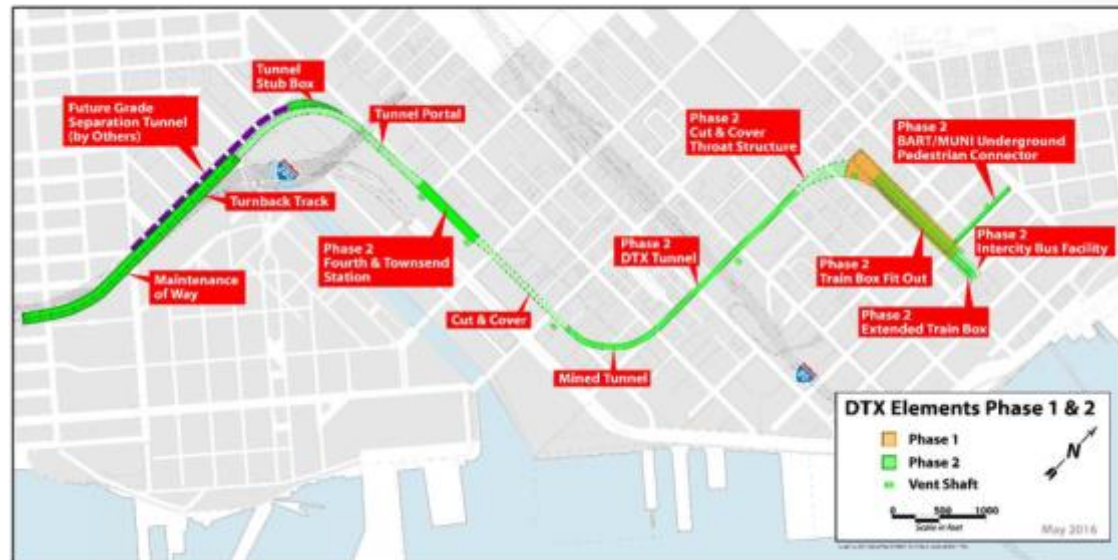 Tunnel
Stub Box
Future Grade
Separation Tunnel
(by Others)
Tunnel Portal
Turnback Track
Maintenance
of Way
Phase 2
Fourth & Townsend
Station
Cut & Cover
Mined Tunnel
Phase 2
DTX Tunnel
Phase 2
Cut & Cover
Throat Structure
Phase 2
BART/MUNI Underground
Pedestrian Connector
Phase 2
Intercity Bus Facility
Phase 2
Train Box Fit Out
Phase 2
Extended Train Box
DTX Elements Phase 1 & 2
Phase 1
Phase 2
Vent Shaft
N
0 500 1000
Scale in Feet
May 2016